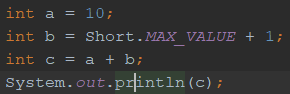 int a = 10;
int b = Short.MAX_VALUE + 1;
int c = a + b;
System.out.println(c);